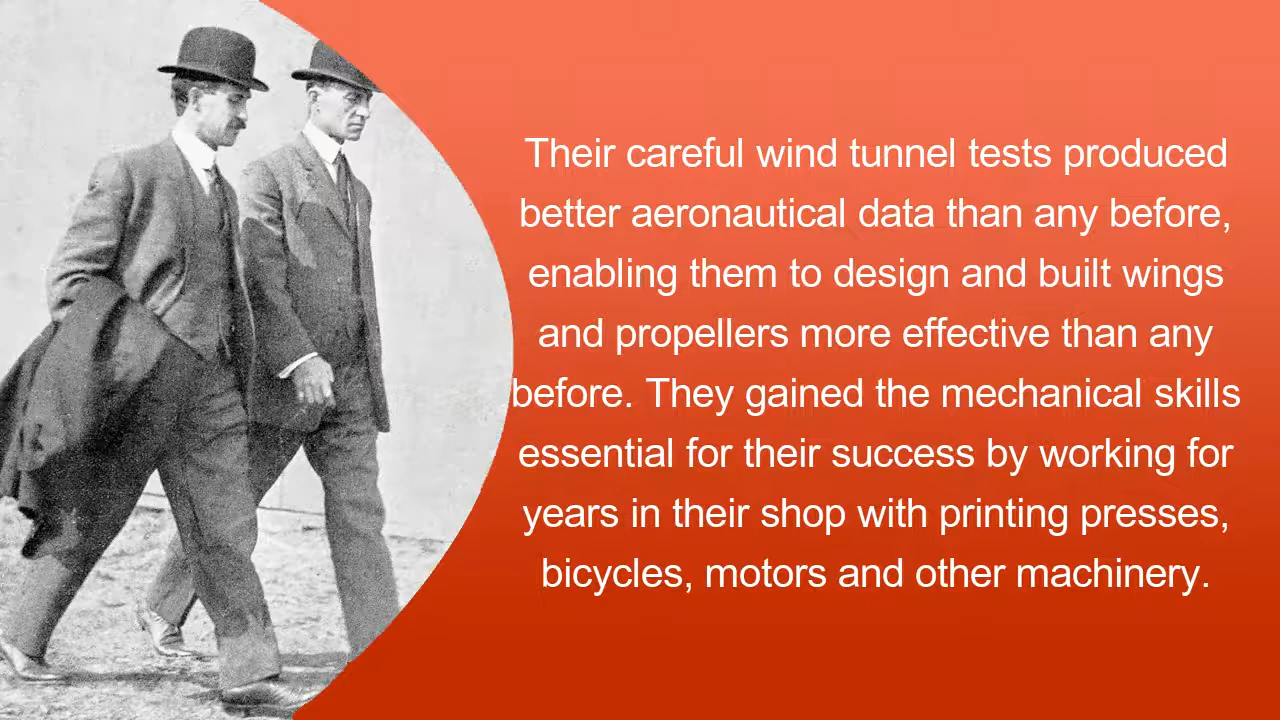 Their careful wind tunnel tests produced
better aeronautical data than any before,
enabling them to design and built wings
and propellers more effective than any
before. They gained the mechanical skills
essential for their success by working for
years in their shop with printing presses,
bicycles, motors and other machinery.